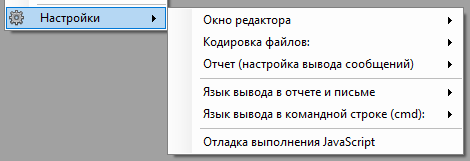 Настройки
Окно редактора
Кодировка файлов:
Отчет (настройка вывода сообщений)
Язык вывода в отчете и письме
Язык вывода в командной строке (cmd):
Отладка выполнения JavaScript